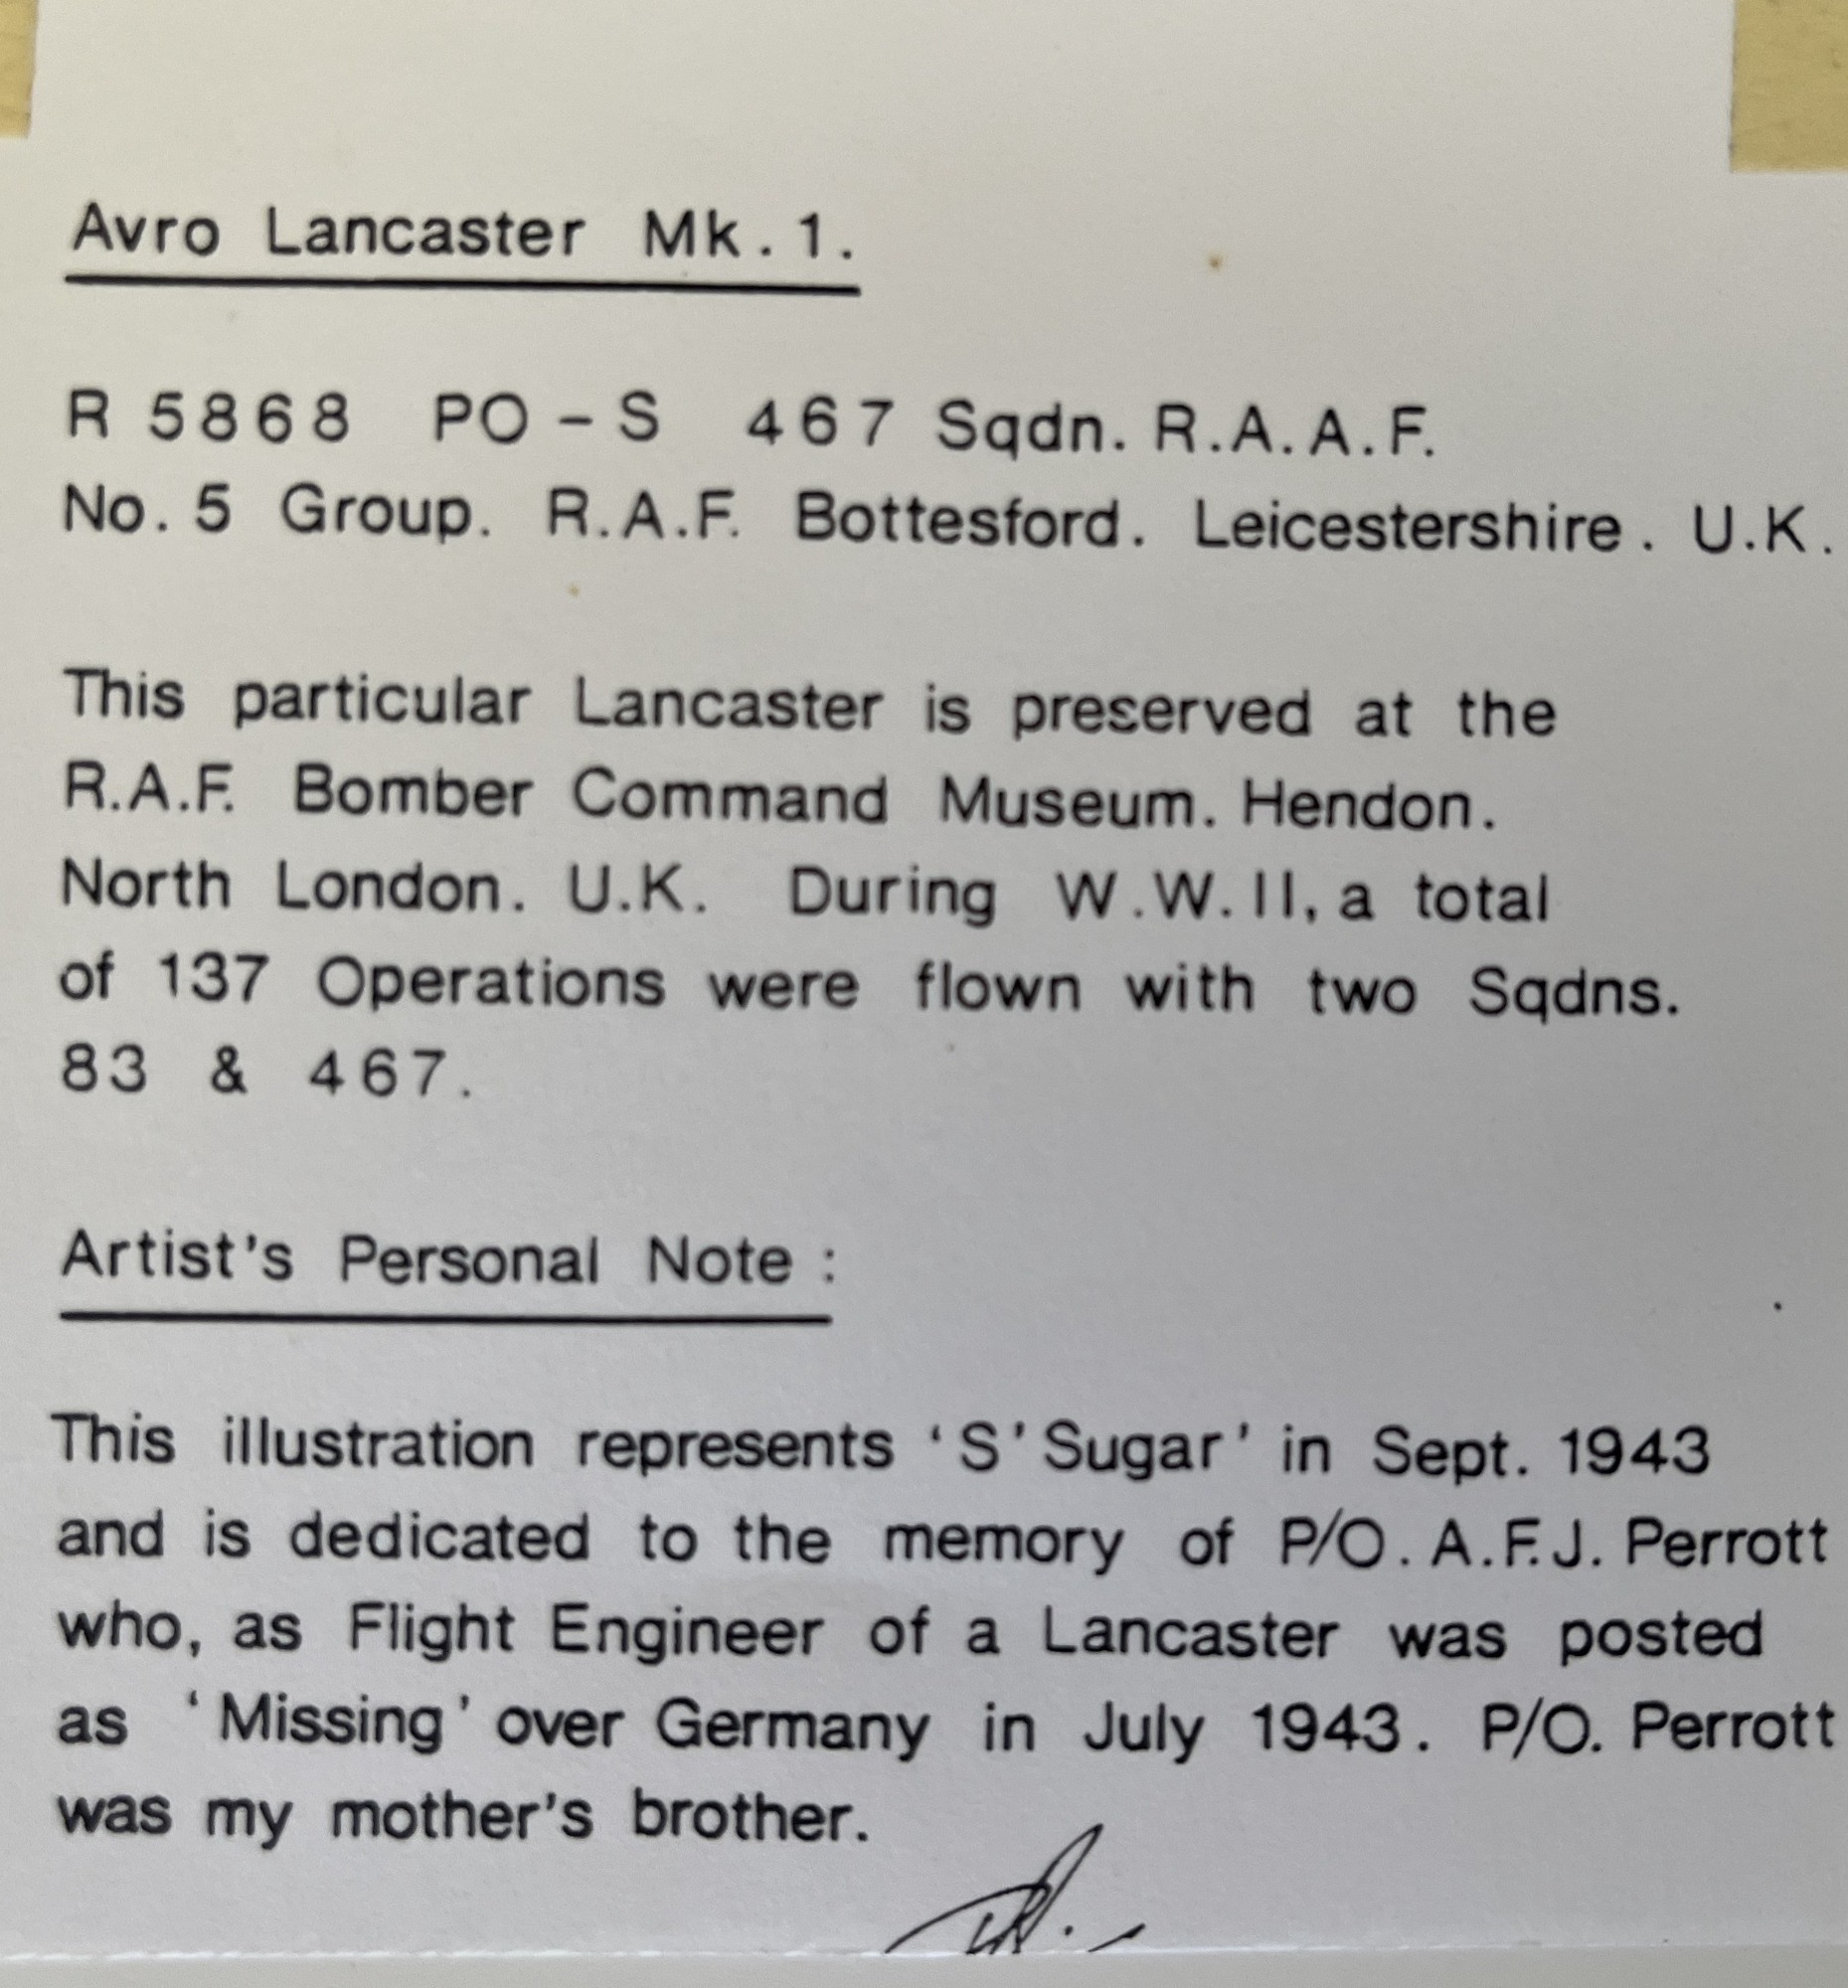 Avro Lancaster Mk.1.
R 5868 PO-S 467 Sqdn. R.A.A.F.
No. 5 Group. R.A.F. Bottesford. Leicestershire. U.K.
This particular Lancaster is preserved at the
R.A.F. Bomber Command Museum. Hendon.
North London. U.K. During W.W.II, a total
of 137 Operations were flown with two Sqdns.
83 & 467.
Artist's Personal Note :
This illustration represents 'S' Sugar' in Sept. 1943
and is dedicated to the memory of P/O. A.F.J. Perrott
who, as Flight Engineer of a Lancaster was posted
as 'Missing' over Germany in July 1943. P/O. Perrott
was my mother's brother.